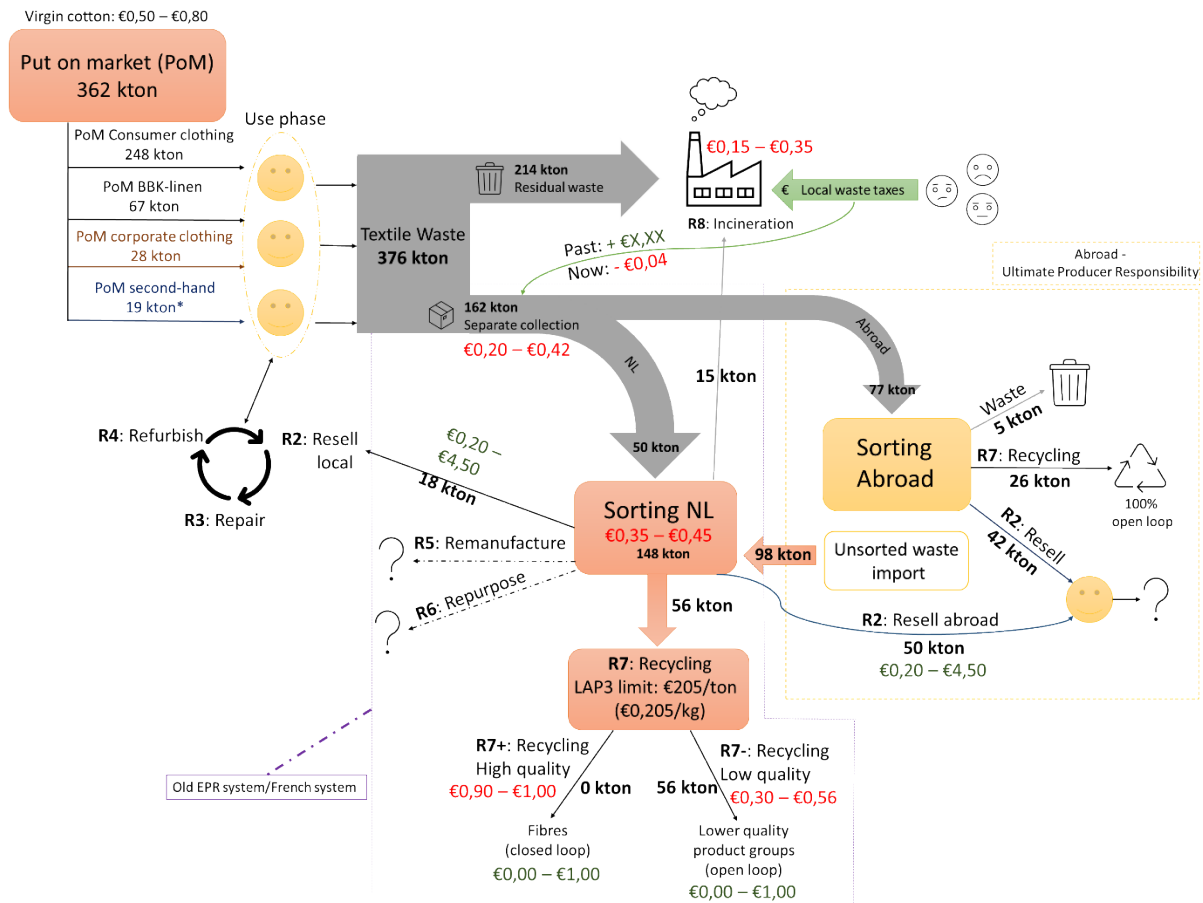 Virgin cotton: €0,50 – €0,80
Put on market (PoM)
362 kton
Use phase
PoM Consumer clothing
248 kton
PoM BBK-linen
67 kton
PoM corporate clothing
28 kton
PoM second-hand
19 kton*
Textile Waste
376 kton
214 kton
Residual waste
€0,15 – €0,35
R8: Incineration
€ Local waste taxes
Past: + €X,XX
Now: - €0,04
Abroad -
Ultimate Producer Responsibility
162 kton
Separate collection
€0,20 – €0,42
NL
Abroad
15 kton
77 kton
50 kton
Waste
5 kton
Sorting
Abroad
R7: Recycling
26 kton
100%
open loop
R2: Resell
42 kton
R4: Refurbish
R3: Repair
R2: Resell
local
€0,20 –
€4,50
18 kton
Sorting NL
€0,35 – €0,45
148 kton
98 kton
Unsorted waste
import
R5: Remanufacture
?
R6: Repurpose
?
?
56 kton
R2: Resell abroad
50 kton
€0,20 – €4,50
R7: Recycling
LAP3 limit: €205/ton
(€0,205/kg)
Old EPR system/French system
R7+: Recycling
High quality
€0,90 – €1,00
0 kton
56 kton
R7-: Recycling
Low quality
€0,30 – €0,56
Fibres
(closed loop)
€0,00 – €1,00
Lower quality
product groups
(open loop)
€0,00 – €1,00